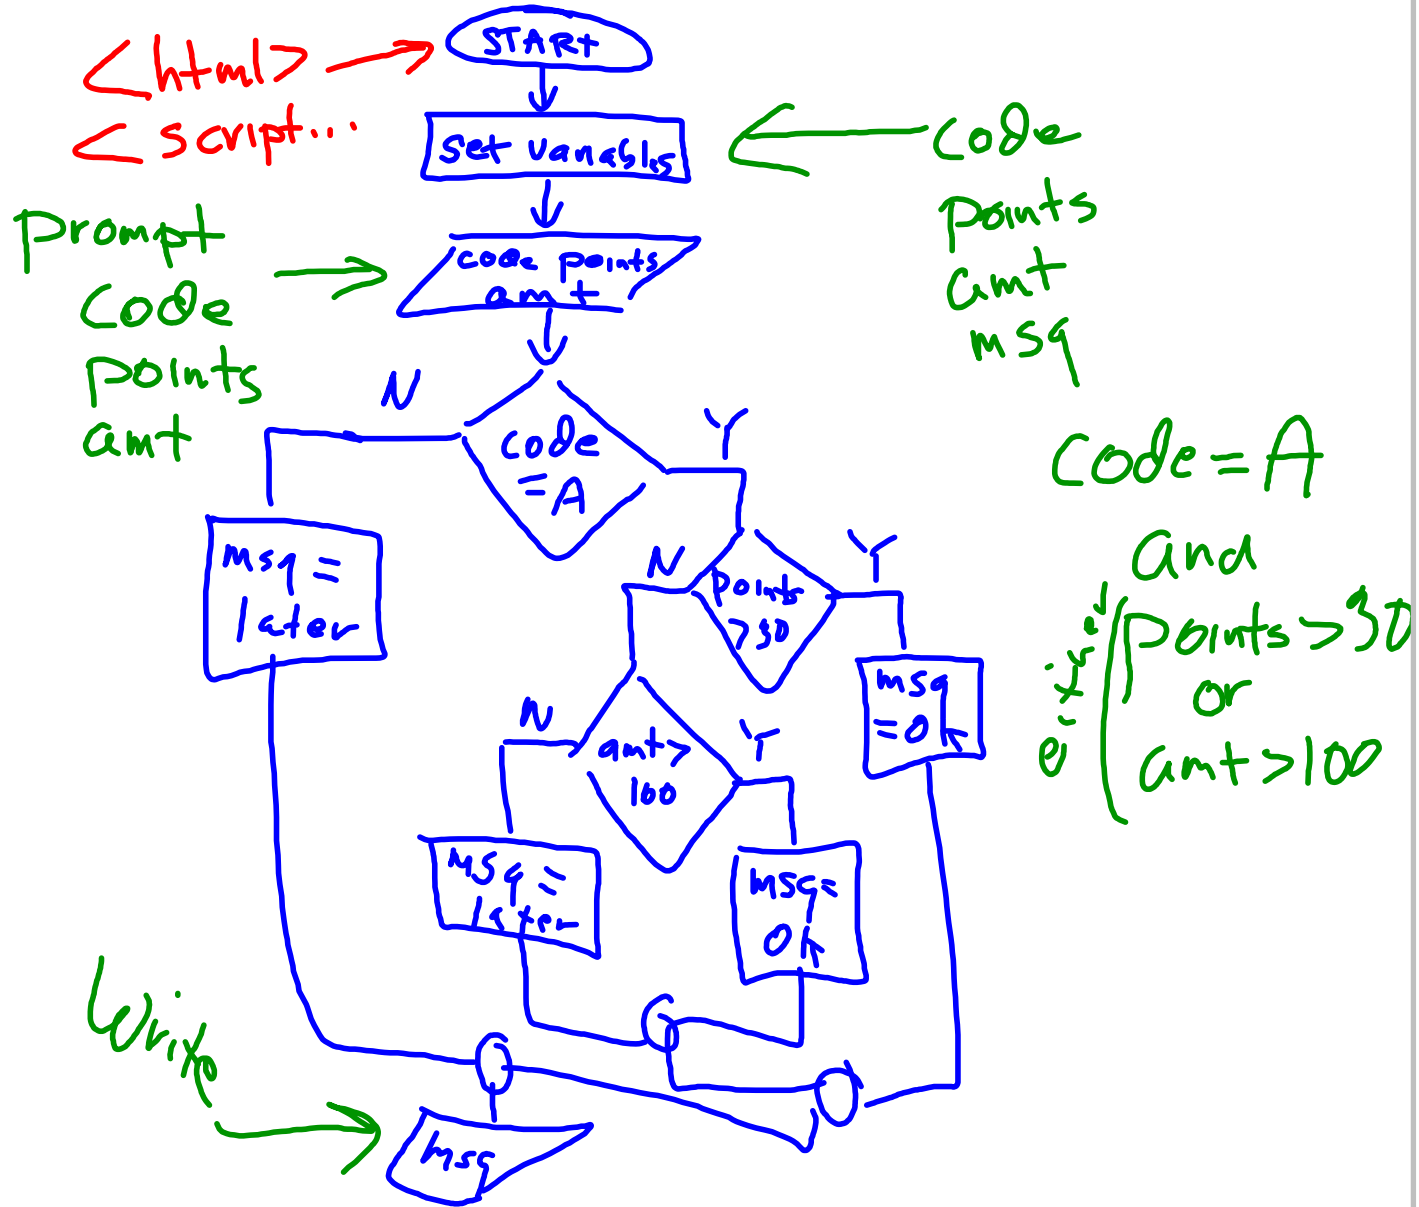 START
<html>
<script...
set variables
code
points
amt
msg
prompt
code
points
amt
code points
amt
N
Y
code
= A
code = A
and
points > 30
or
amt > 100
either
msg =
later
N
Y
points
> 30
msg
= ok
N
Y
amt >
100
msg =
later
msg =
ok
write
msg